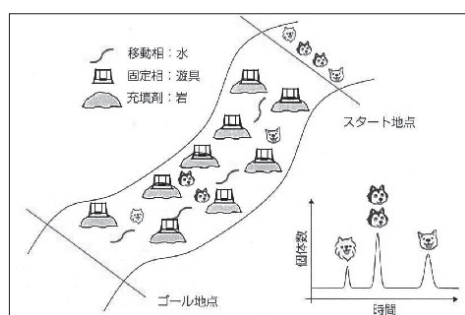 移動相：水
固定相：遊具
充填剤：岩
スタート地点
ゴール地点
個体数
時間